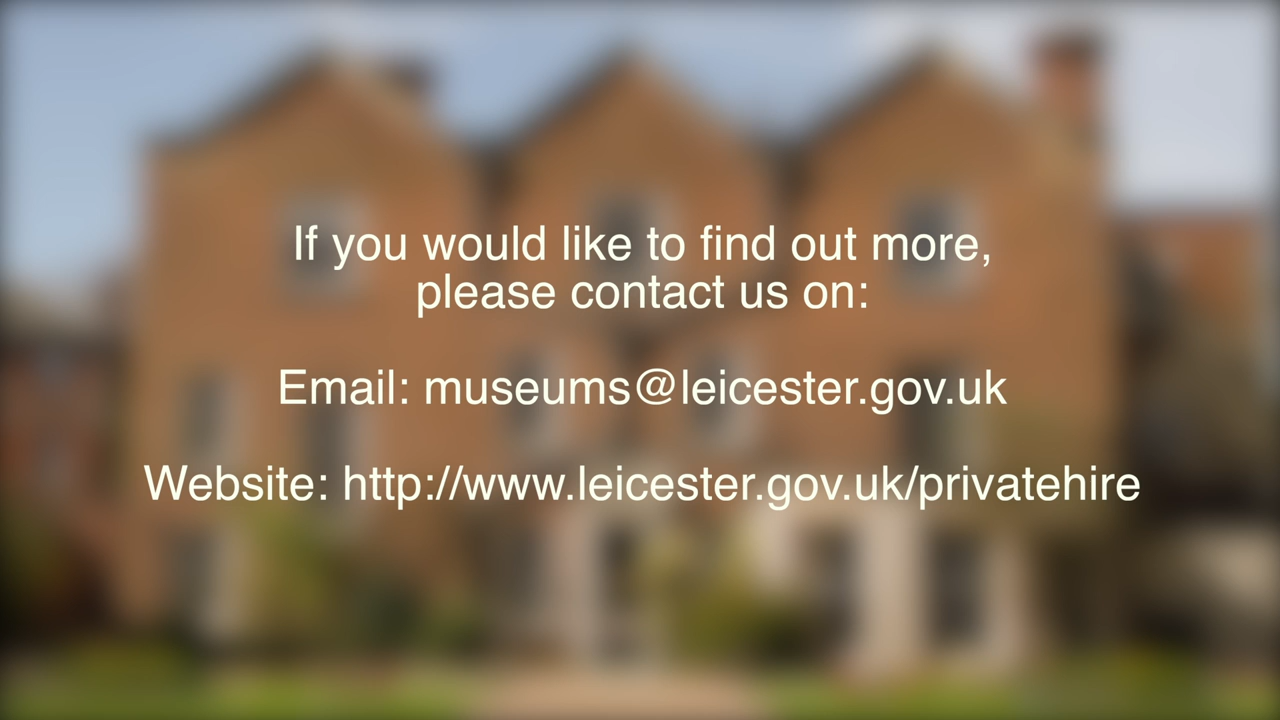 If you would like to find out more,
please contact us on:
Email: museums@leicester.gov.uk
Website: http://www.leicester.gov.uk/privatehire